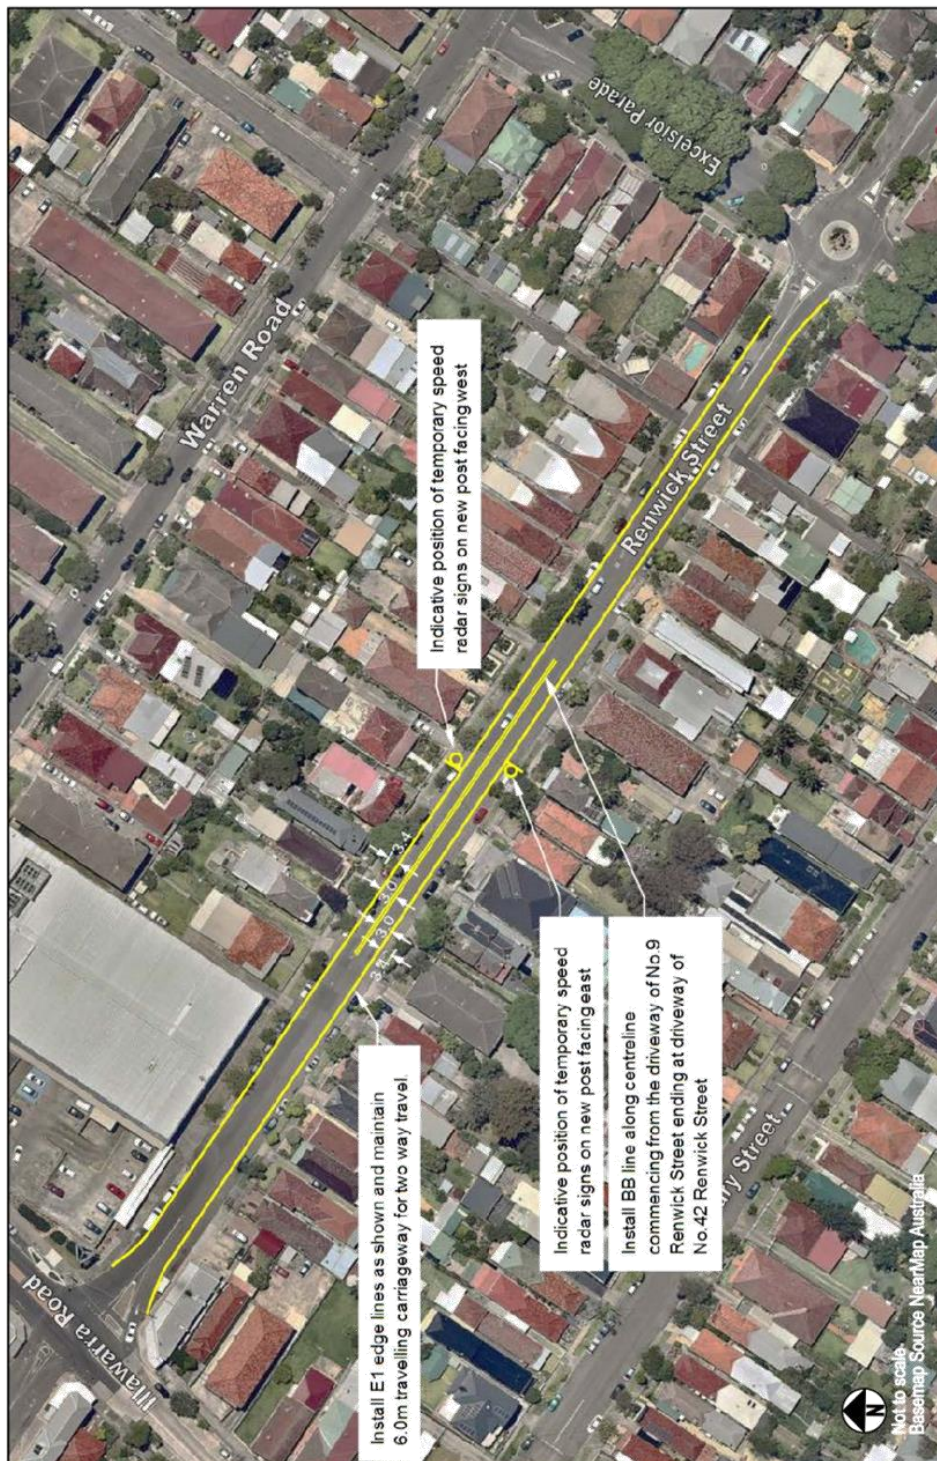 Excelsior Parade
Warren Road
Indicative position of temporary speed
radar signs on new post facing west
Renwick Street
3.4
3.0
3.0
Install E1 edge lines as shown and maintain
6.0m travelling carriageway for two way travel.
Indicative position of temporary speed
radar signs on new post facing east
Install BB line along centreline
commencing from the driveway of No.9
Renwick Street ending at driveway of
No.42 Renwick Street
Illawarra Road
ry Street
N
Not to scale
Basemap Source NearMap Australia